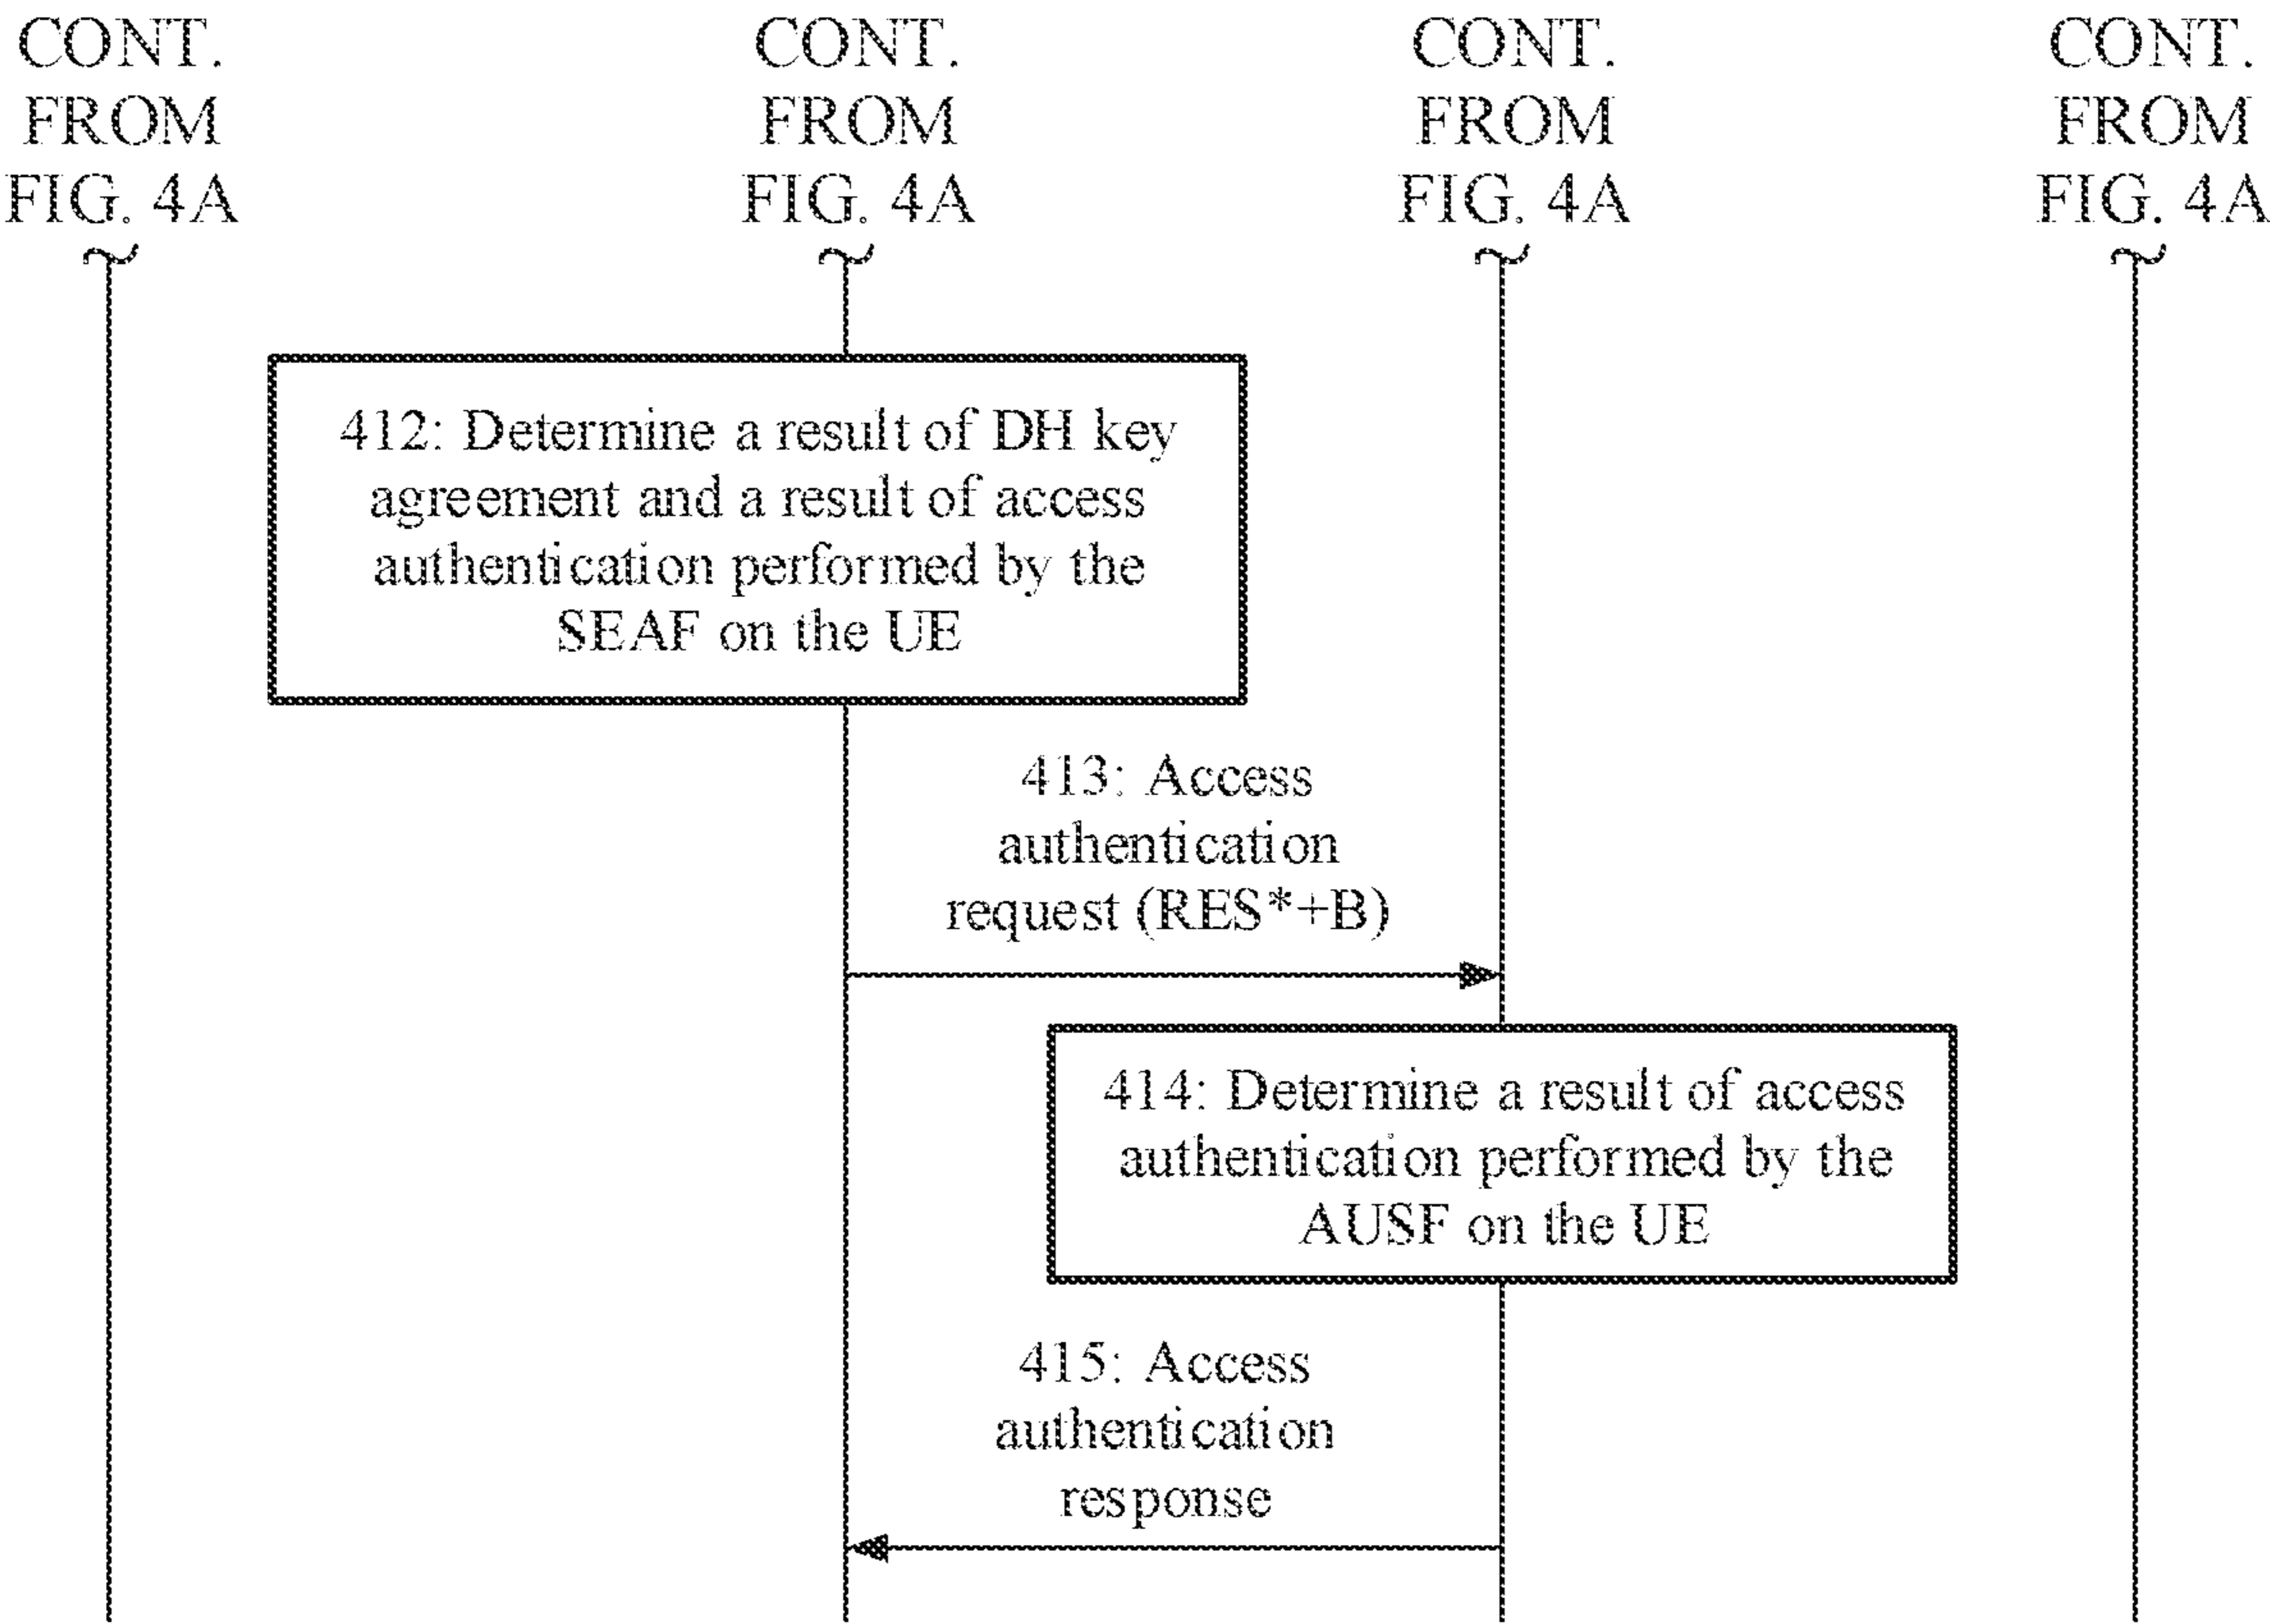 CONT.
FROM
FIG. 4A
CONT.
FROM
FIG. 4A
CONT.
FROM
FIG. 4A
CONT.
FROM
FIG. 4A
412: Determine a result of DH key
agreement and a result of access
authentication performed by the
SEAF on the UE
413: Access
authentication
request (RES*+B)
414: Determine a result of access
authentication performed by the
AUSF on the UE
415: Access
authentication
response